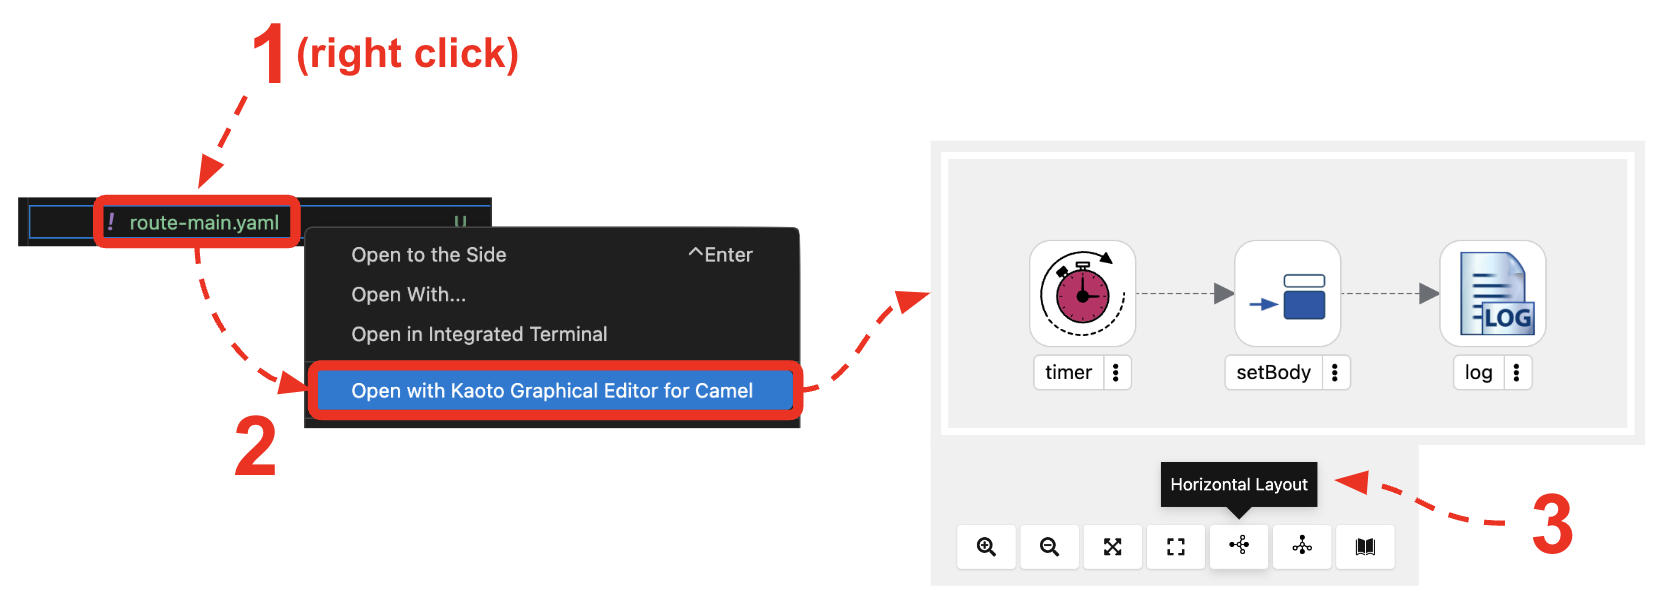 1 (right click)
! route-main.yaml
U
Open to the Side ^Enter
Open With...
Open in Integrated Terminal
Open with Kaoto Graphical Editor for Camel
2
LOG
timer
setBody
log
Horizontal Layout
3